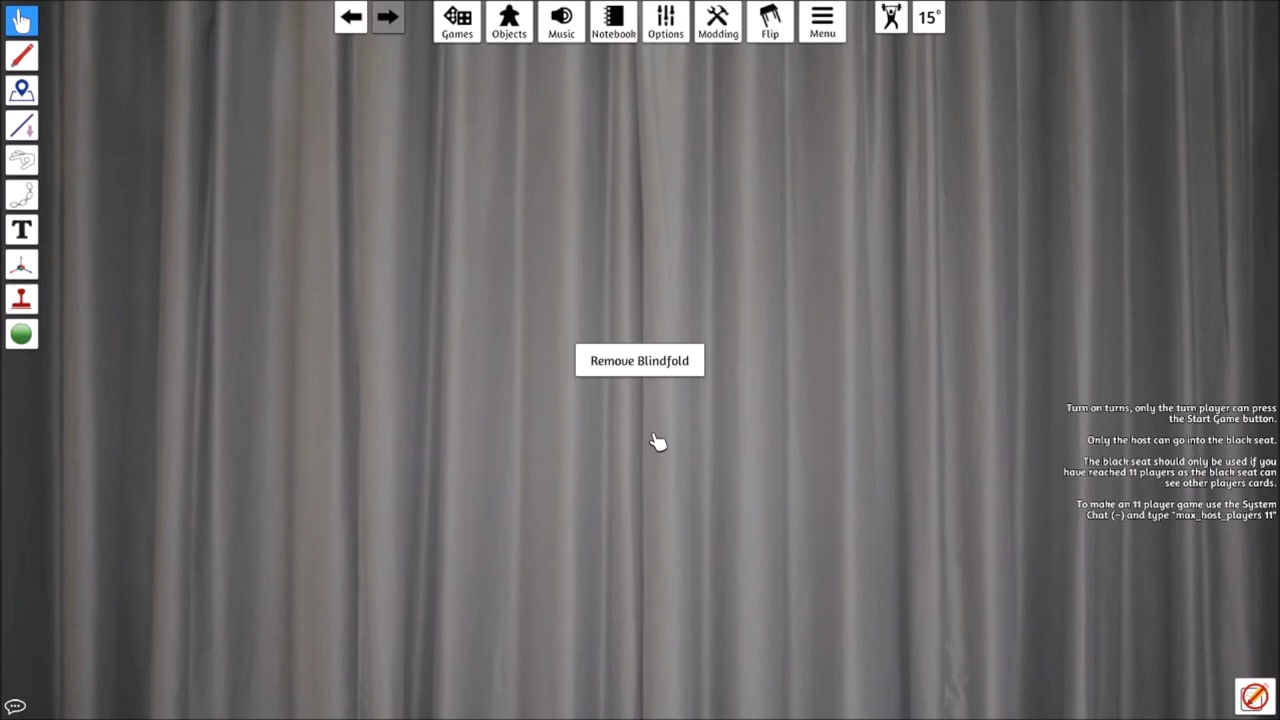 Games
Objects
Music
Notebook
Options
Modding
Flip
Menu
15°
T
Remove Blindfold
Turn on turns, only the turn player can press
the Start Game button.
Only the host can go into the black seat.
The black seat should only be used if you
have reached 11 players as the black seat can
see other players cards.
To make an 11 player game use the System
Chat (~) and type "max_host_players 11"